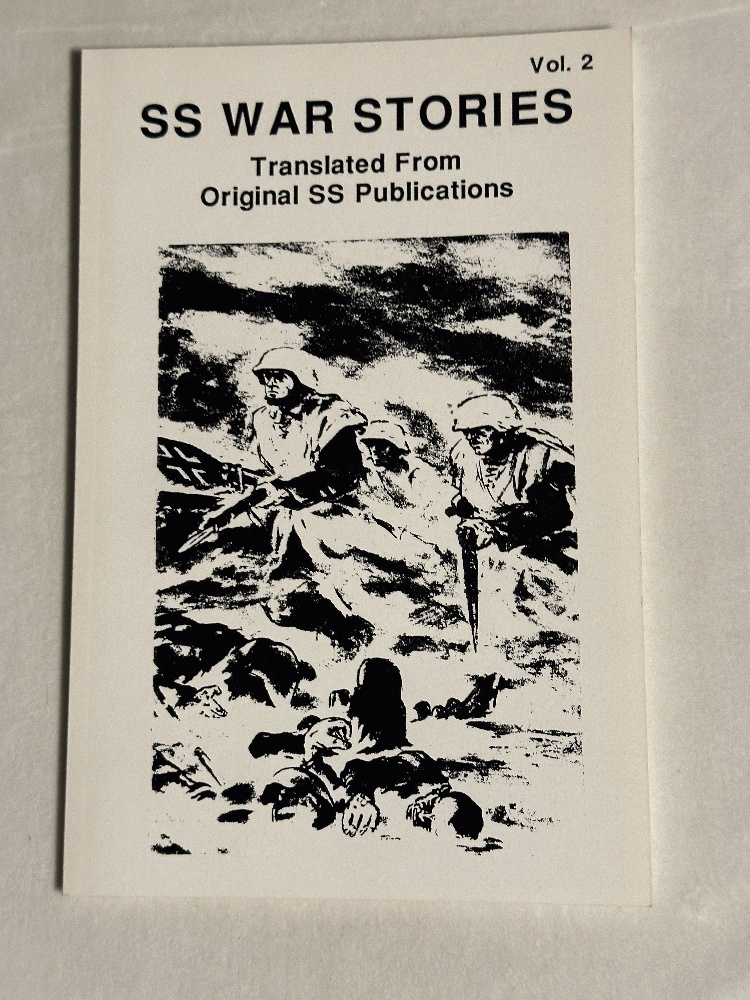 Vol. 2
SS WAR STORIES
Translated From
Original SS Publications